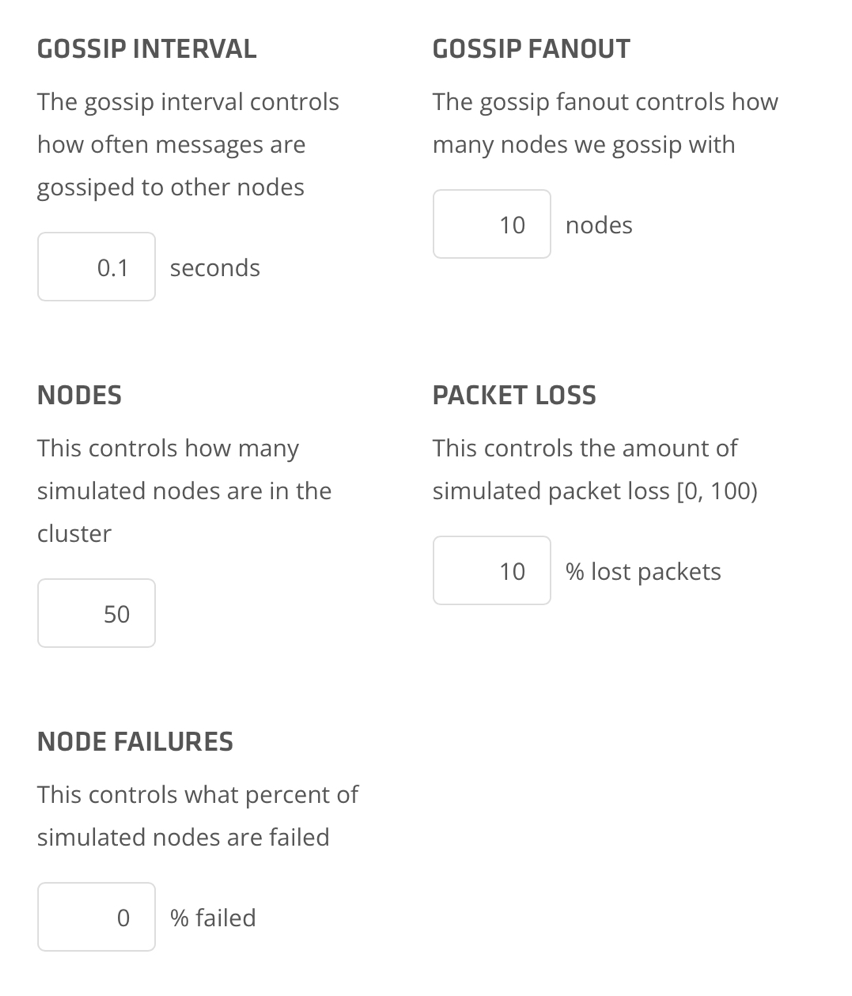 GOSSIP INTERVAL
The gossip interval controls
how often messages are
gossiped to other nodes
0.1 seconds
GOSSIP FANOUT
The gossip fanout controls how
many nodes we gossip with
10 nodes
NODES
This controls how many
simulated nodes are in the
cluster
50
PACKET LOSS
This controls the amount of
simulated packet loss [0, 100)
10 % lost packets
NODE FAILURES
This controls what percent of
simulated nodes are failed
0 % failed